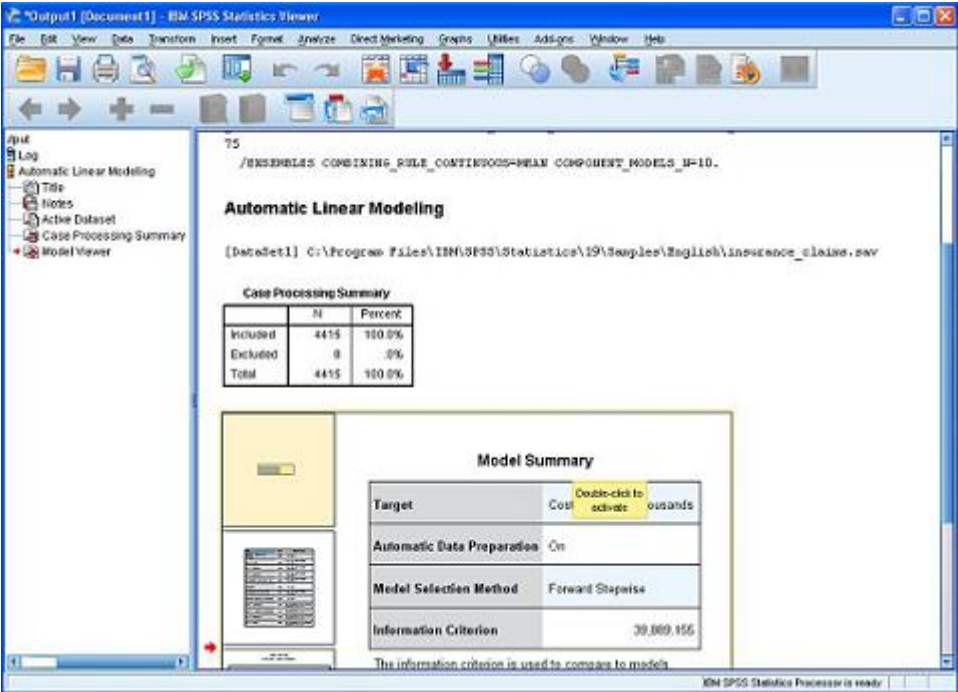 *Output1 [Document1] - IBM SPSS Statistics Viewer
File Edit View Data Transform Insert Format Analyze Direct Marketing Graphs Utilities Add-ons Window Help
Log
Automatic Linear Modeling
Title
Notes
Active Dataset
Case Processing Summary
Model Viewer
75
/ENSEMBLES COMBINING_RULE_CONTINUOUS=MEAN COMPONENT_MODELS_N=10.
Automatic Linear Modeling
[DataSet1] C:\Program Files\IBM\SPSS\Statistics\19\Samples\English\insurance_claims.sav
Case Processing Summary
N Percent
Included 4415 100.0%
Excluded 0 .0%
Total 4415 100.0%
Model Summary
Target Cost ousands
Double-click to
activate
Automatic Data Preparation On
Model Selection Method Forward Stepwise
Information Criterion
The information criterion is used to compare to models
IBM SPSS Statistics Processor is ready